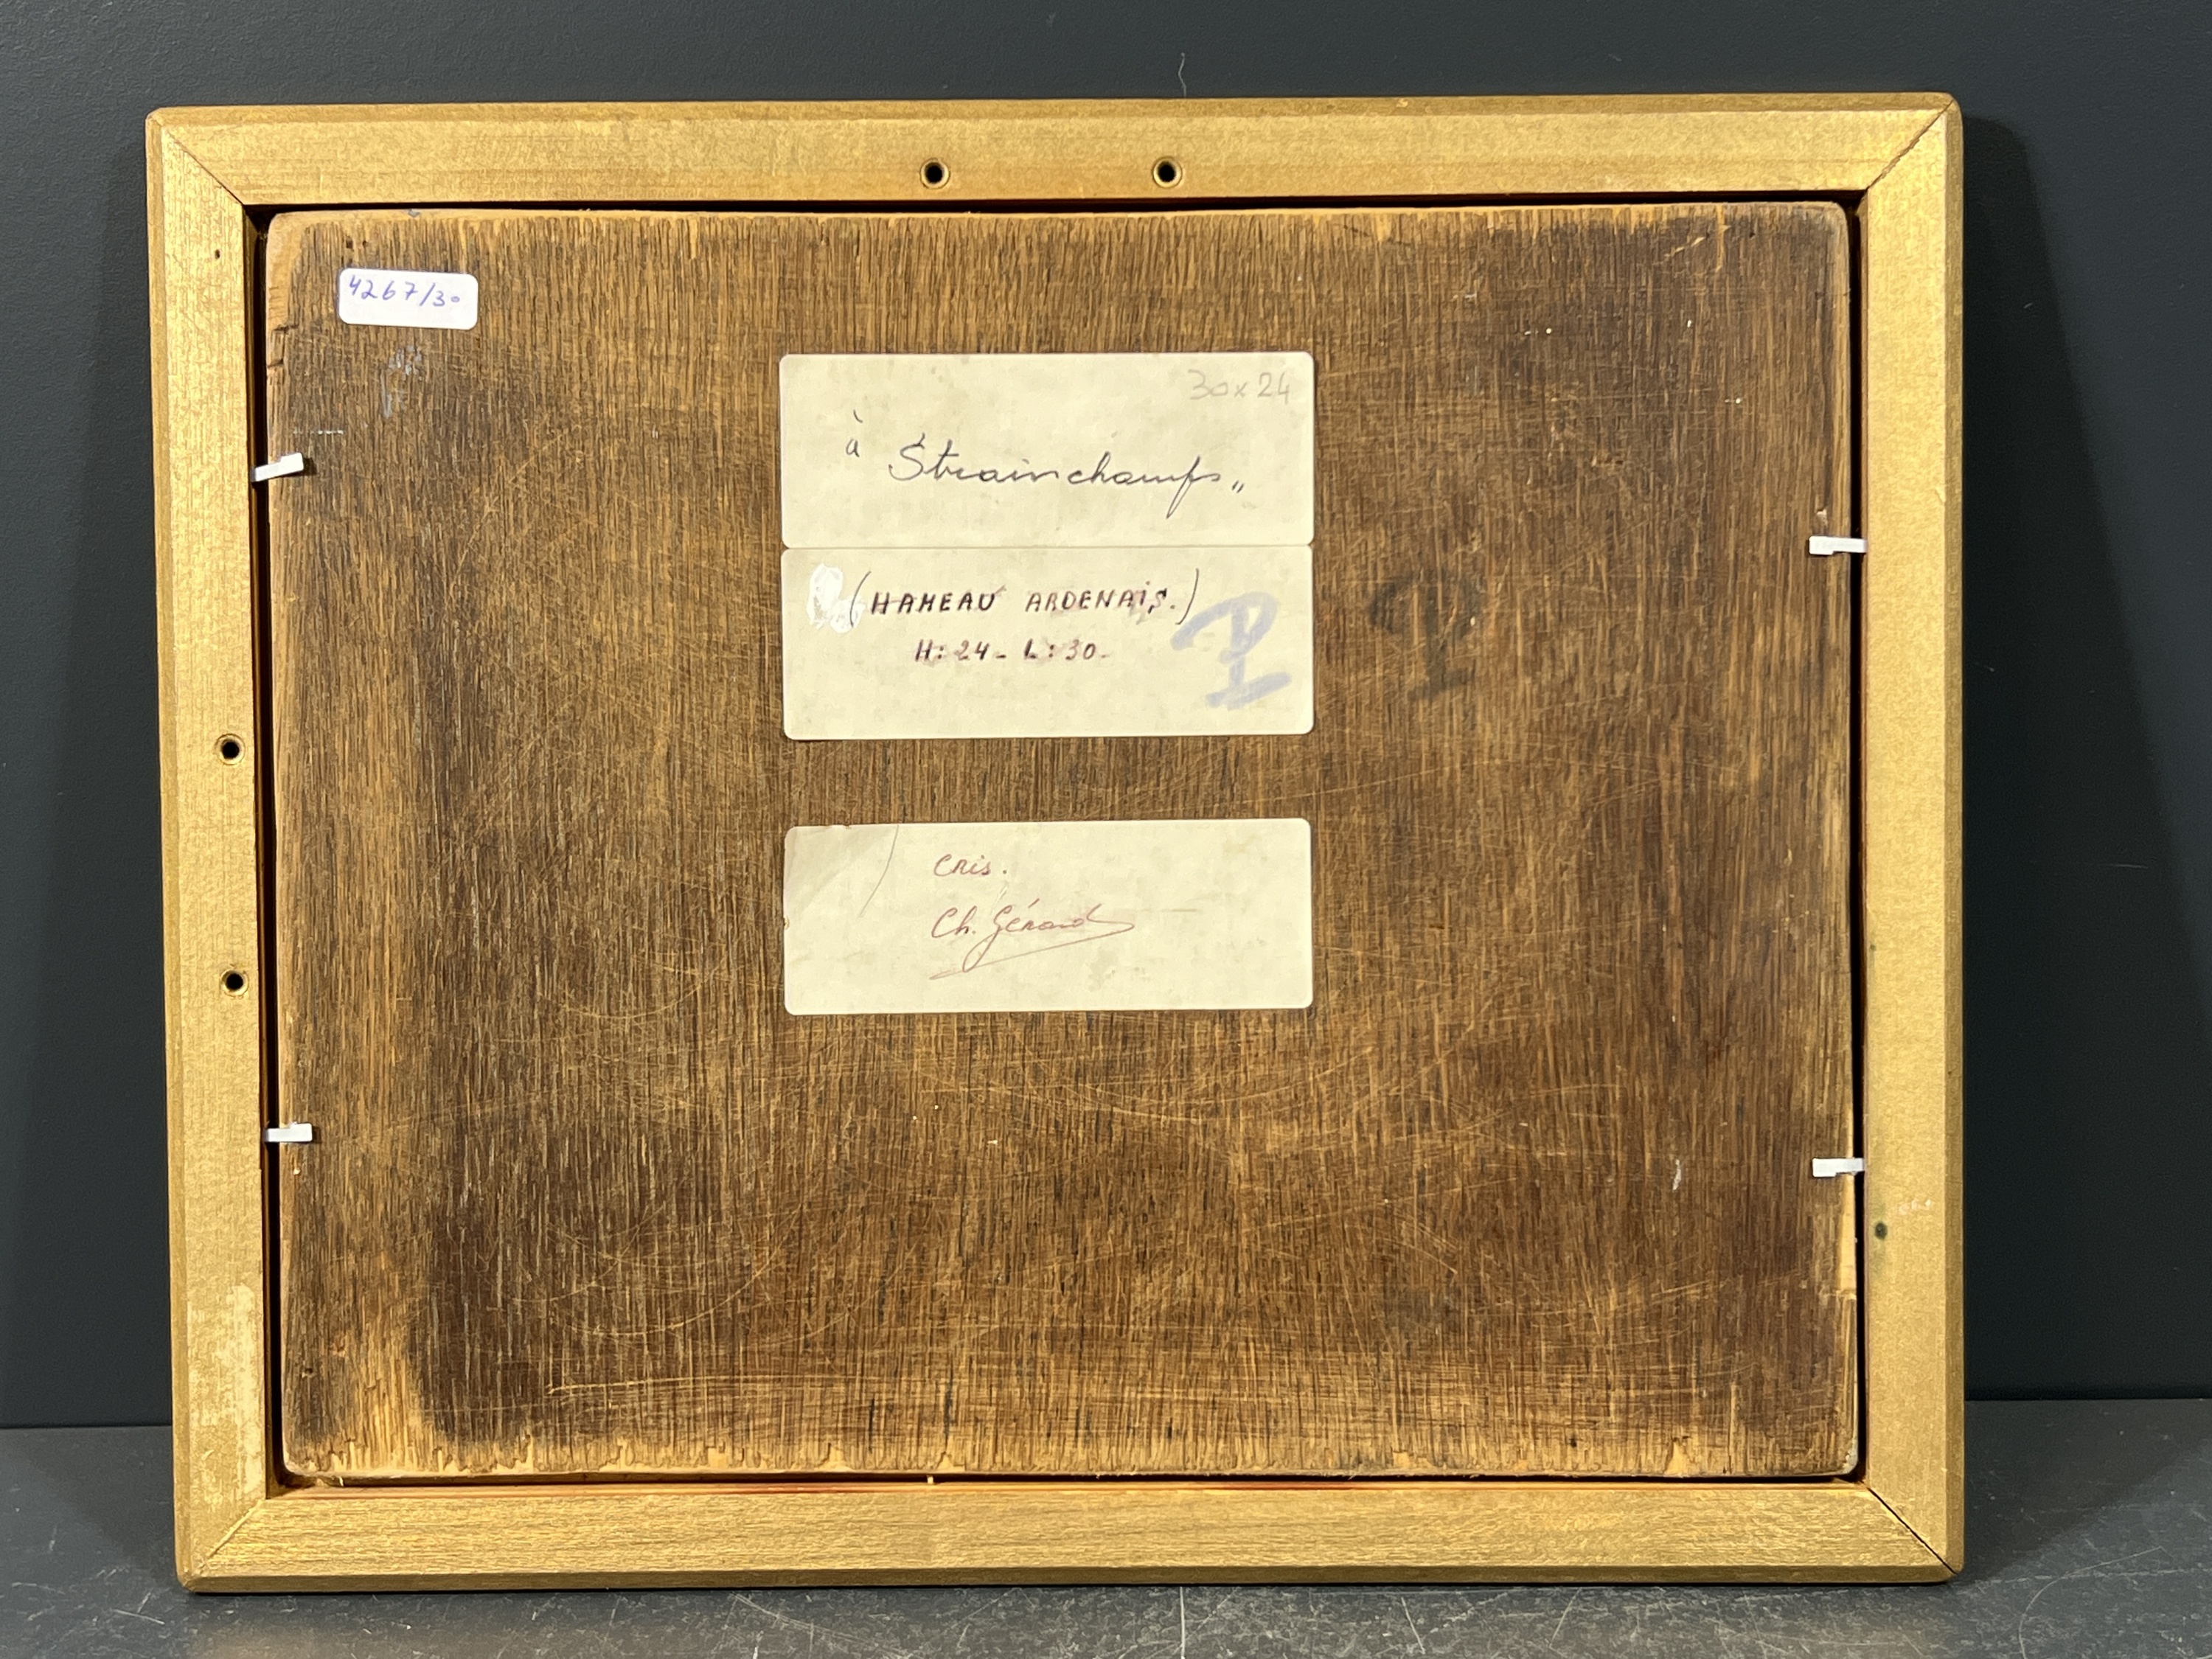 4267/30
30x24
à Strainchamps„
(HAMEAU ARDENAIS.)
H: 24 - L: 30-
P
P
Cris.
Ch. Gérard